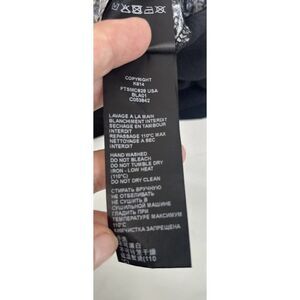 COPYRIGHT
K814
FTSMC829 USA
BLA01
C053842
LAVAGE A LA MAIN
BLANCHIMENT INTERDIT
SECHAGE EN TAMBOUR
INTERDIT
REPASSAGE 110°C MAX
NETTOYAGE A SEC
INTERDIT
HAND WASHED
DO NOT BLEACH
DO NOT TUMBLE DRY
IRON - LOW HEAT
(110°C)
DO NOT DRY CLEAN
СТИРАТЬ ВРУЧНУЮ
НЕ ОТБЕЛИВАТЬ
НЕ СУШИТЬ В
СУШИЛЬНОЙ МАШИНЕ
ГЛАДИТЬ ПРИ
ТЕМПЕРАТУРЕ МАКСИМУМ
110°C
ХИМЧИСТКА ЗАПРЕЩЕНА